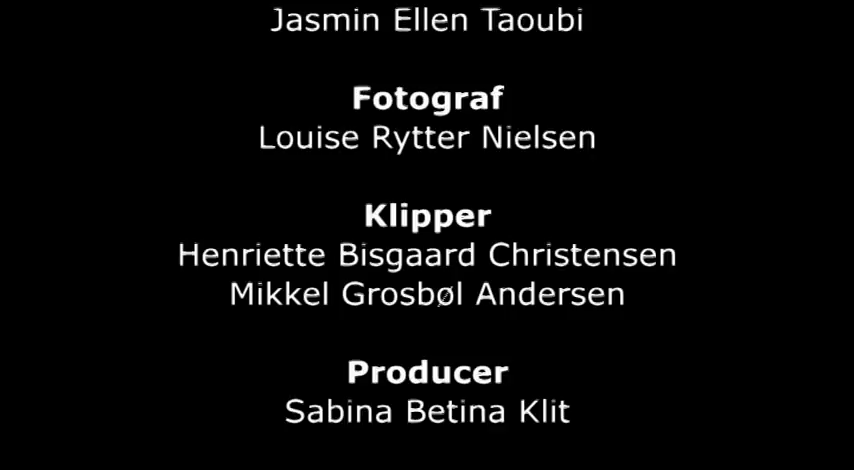 Jasmin Ellen Taoubi
Fotograf
Louise Rytter Nielsen
Klipper
Henriette Bisgaard Christensen
Mikkel Grosbøl Andersen
Producer
Sabina Betina Klit